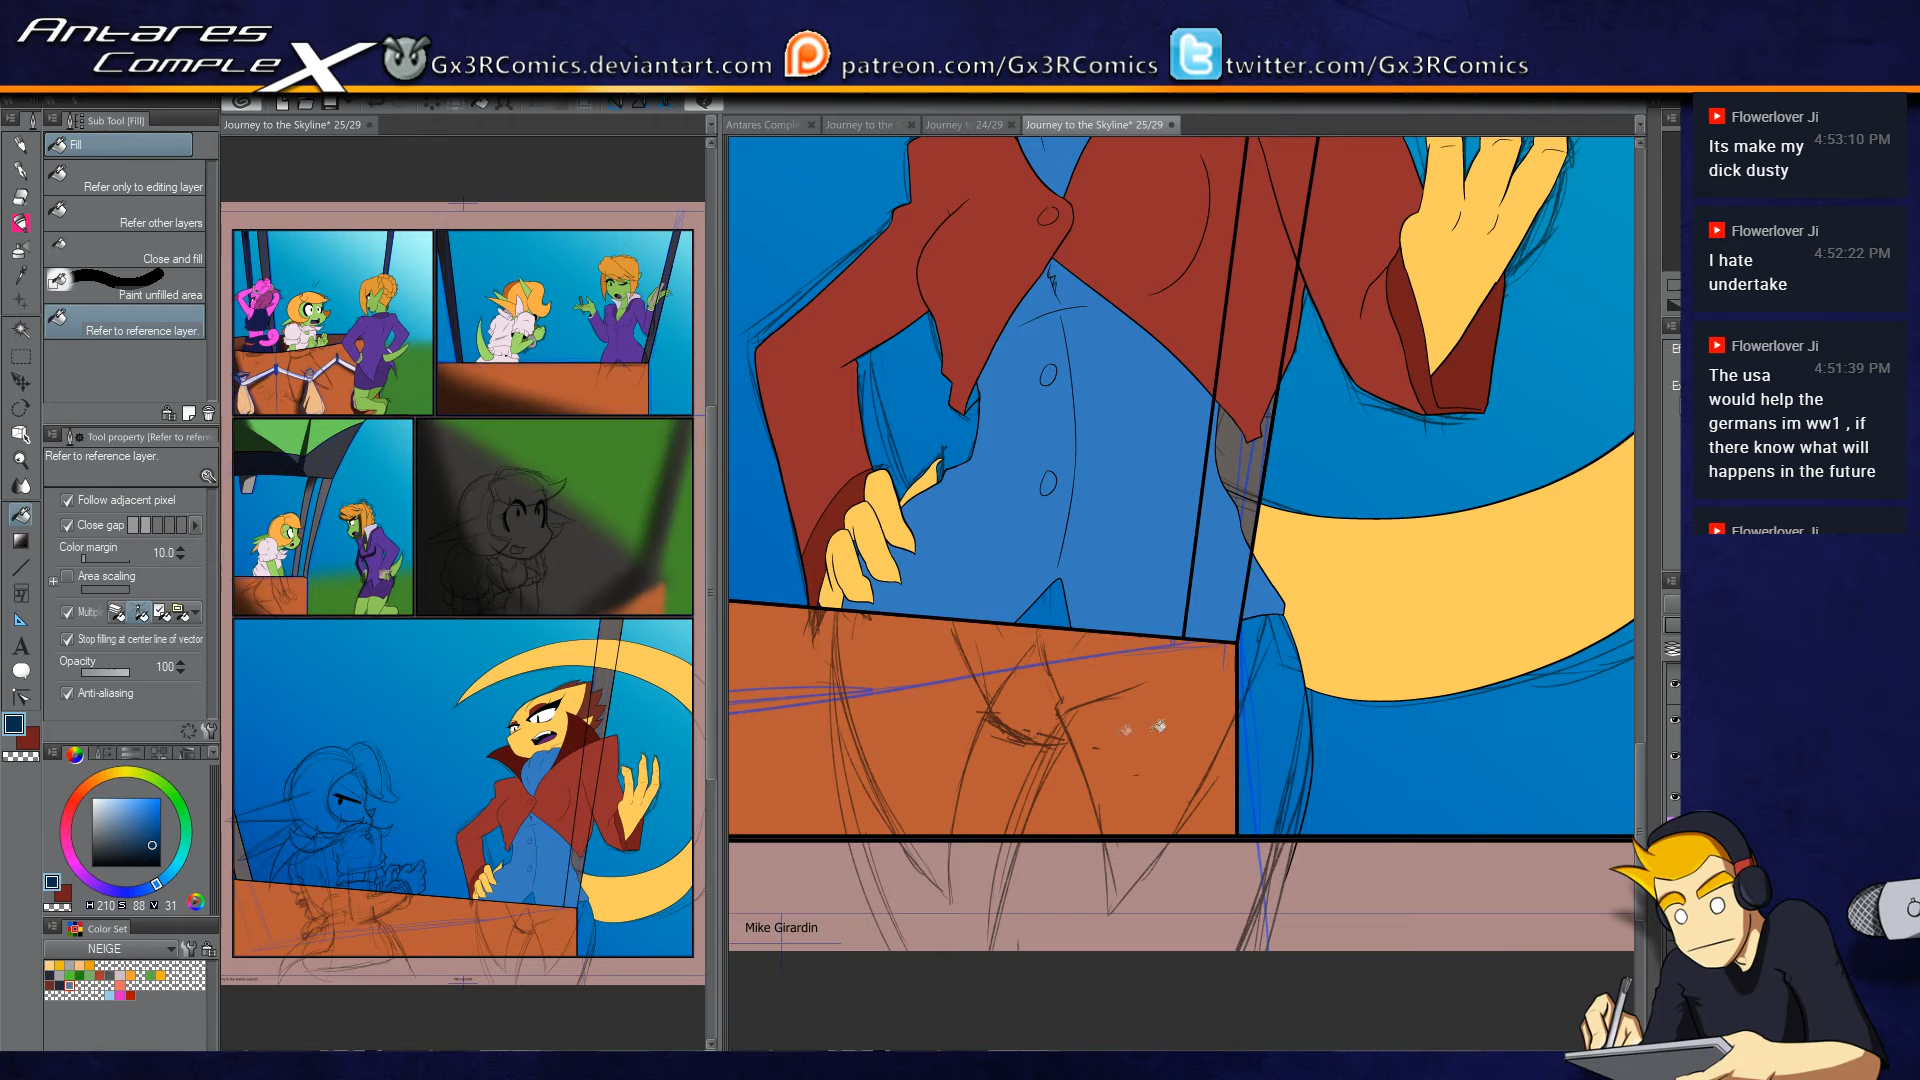 Antares
Complex
Gx3RComics.deviantart.com
patreon.com/Gx3RComics
twitter.com/Gx3RComics
Sub Tool [Fill]
Fill
Refer only to editing layer
Refer other layers
Close and fill
Paint unfilled area
Refer to reference layer.
Tool property [Refer to refere
Refer to reference layer.
Follow adjacent pixel
Close gap
Color margin
10.0
Area scaling
Multipl
Stop filling at center line of vector
Opacity
100
Anti-aliasing
H 210 S 88 V 31
Color Set
NEIGE
Journey to the Skyline* 25/29
Antares Comple
Journey to the S
Journey t 24/29
Journey to the Skyline* 25/29
Mike Girardin
Flowerlover Ji
4:53:10 PM
Its make my
dick dusty
Flowerlover Ji
4:52:22 PM
I hate
undertake
Flowerlover Ji
4:51:39 PM
The usa
would help the
germans im ww1 , if
there know what will
happens in the future
Flowerlover Ji